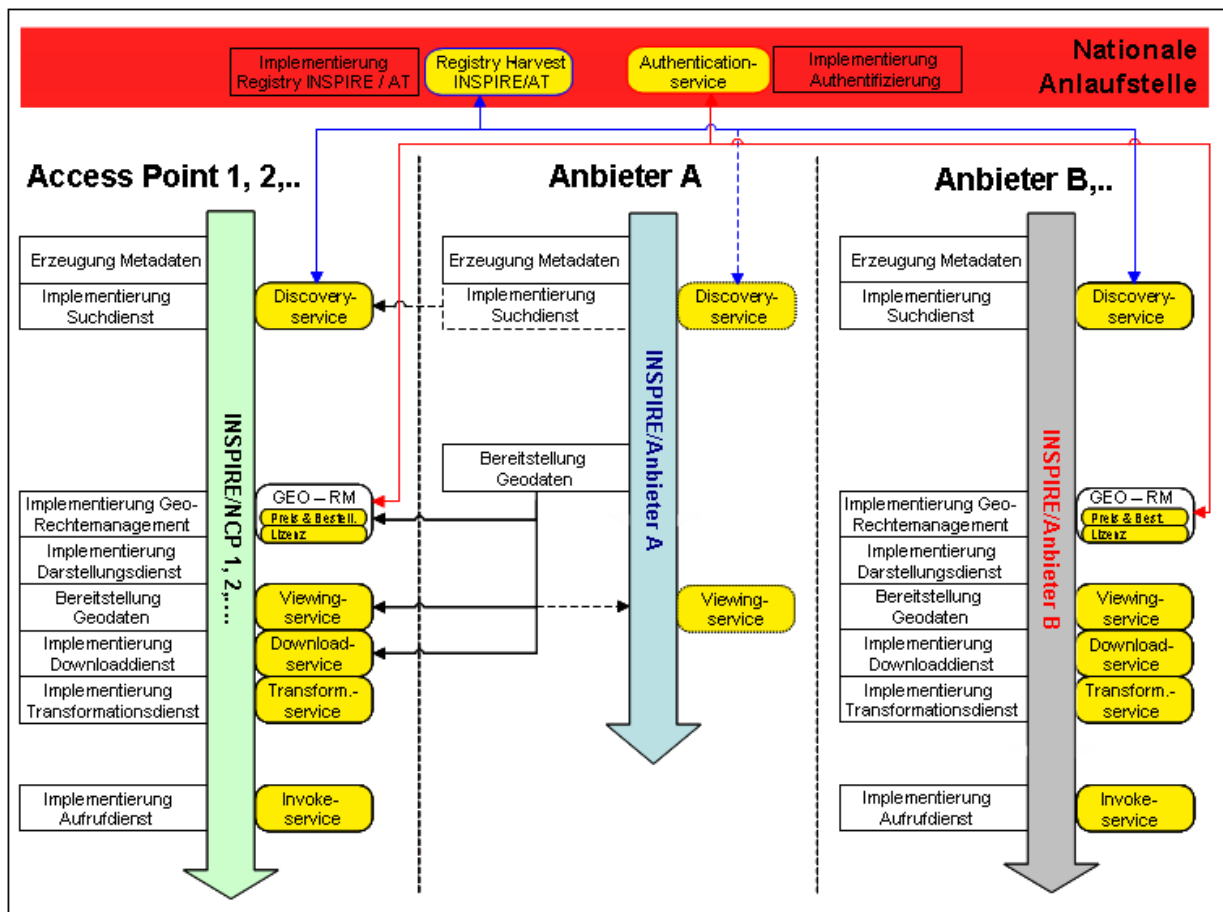 Implementierung
Registry INSPIRE / AT
Registry Harvest
INSPIRE/AT
Authentication-
service
Implementierung
Authentifizierung
Nationale
Anlaufstelle
Access Point 1, 2,..
Erzeugung Metadaten
Implementierung
Suchdienst
Discovery-
service
INSPIRE/NCP 1, 2,....
Implementierung Geo-
Rechtemanagement
GEO – RM
Preis & Bestell.
Lizenz
Implementierung
Darstellungsdienst
Bereitstellung
Geodaten
Viewing-
service
Implementierung
Downloaddienst
Download-
service
Implementierung
Transformationsdienst
Transform.-
service
Implementierung
Aufrufdienst
Invoke-
service
Anbieter A
Erzeugung Metadaten
Implementierung
Suchdienst
Discovery-
service
INSPIRE/Anbieter A
Bereitstellung
Geodaten
Viewing-
service
Anbieter B,..
Erzeugung Metadaten
Implementierung
Suchdienst
Discovery-
service
INSPIRE/Anbieter B
Implementierung Geo-
Rechtemanagement
GEO – RM
Preis & Best.
Lizenz
Implementierung
Darstellungsdienst
Bereitstellung
Geodaten
Viewing-
service
Implementierung
Downloaddienst
Download-
service
Implementierung
Transformationsdienst
Transform.-
service
Implementierung
Aufrufdienst
Invoke-
service